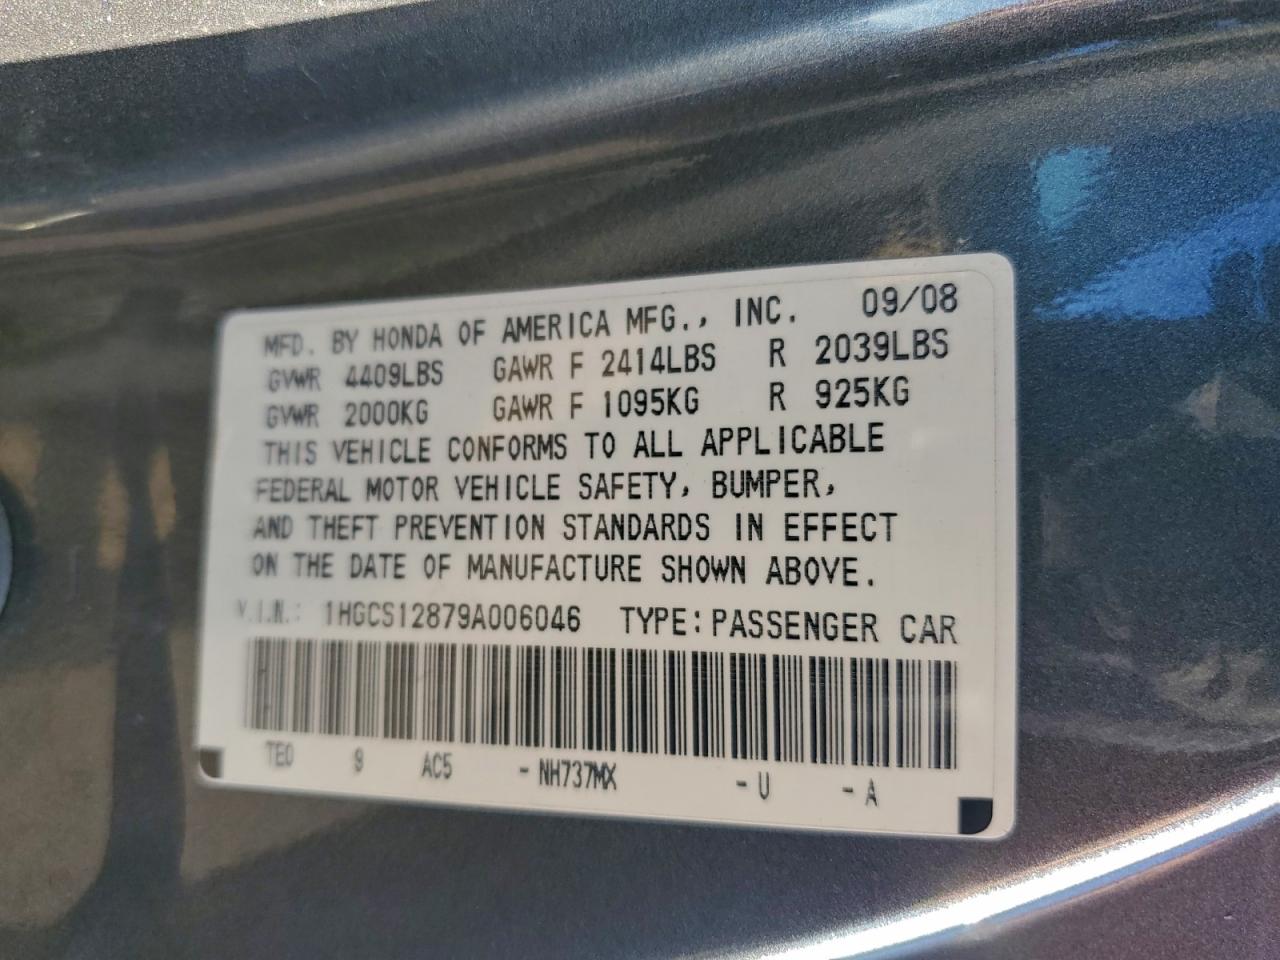 MFD. BY HONDA OF AMERICA MFG., INC. 09/08
GVWR 4409LBS GAWR F 2414LBS R 2039LBS
GVWR 2000KG GAWR F 1095KG R 925KG
THIS VEHICLE CONFORMS TO ALL APPLICABLE
FEDERAL MOTOR VEHICLE SAFETY, BUMPER,
AND THEFT PREVENTION STANDARDS IN EFFECT
ON THE DATE OF MANUFACTURE SHOWN ABOVE.
V.I.N.: 1HGCS12879A006046 TYPE: PASSENGER CAR
TE0 9 AC5 - NH737MX - U - A